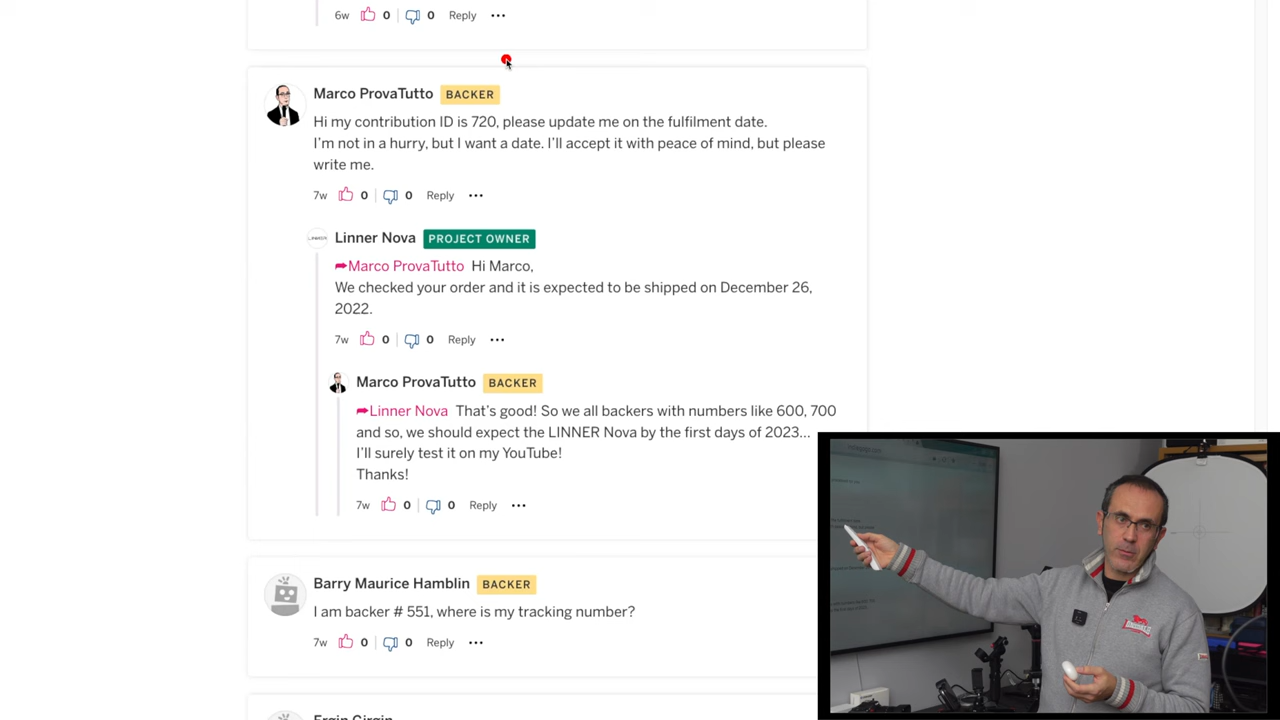 6w 0 0 Reply
Marco ProvaTutto BACKER
Hi my contribution ID is 720, please update me on the fulfilment date.
I'm not in a hurry, but I want a date. I'll accept it with peace of mind, but please
write me.
7w 0 0 Reply
Linner Nova PROJECT OWNER
Marco ProvaTutto Hi Marco,
We checked your order and it is expected to be shipped on December 26,
2022.
7w 0 0 Reply
Marco ProvaTutto BACKER
Linner Nova That's good! So we all backers with numbers like 600, 700
and so, we should expect the LINNER Nova by the first days of 2023...
I'll surely test it on my YouTube!
Thanks!
7w 0 0 Reply
Barry Maurice Hamblin BACKER
I am backer # 551, where is my tracking number?
7w 0 0 Reply
Ergin Girgin